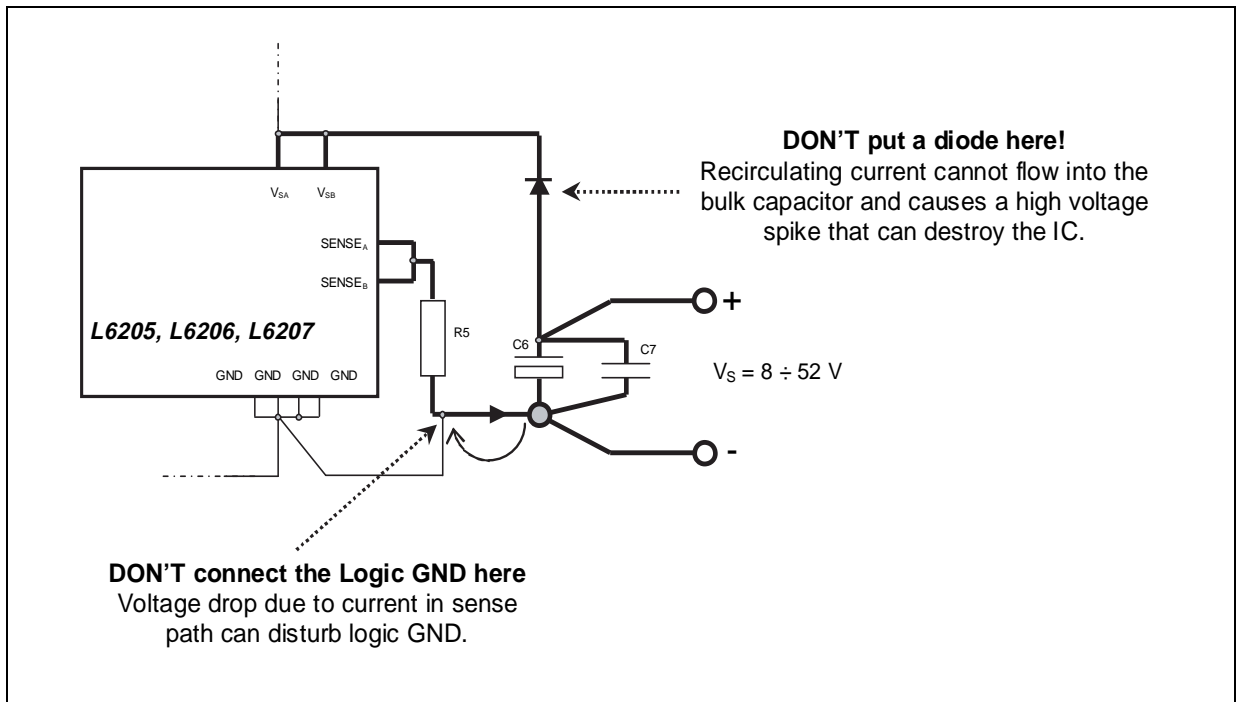 DON'T put a diode here!
Recirculating current cannot flow into the
bulk capacitor and causes a high voltage
spike that can destroy the IC.
VSA VSB
SENSEA
SENSEB
L6205, L6206, L6207
R5
C6
C7
+
VS = 8 ÷ 52 V
GND GND GND GND
-
DON'T connect the Logic GND here
Voltage drop due to current in sense
path can disturb logic GND.